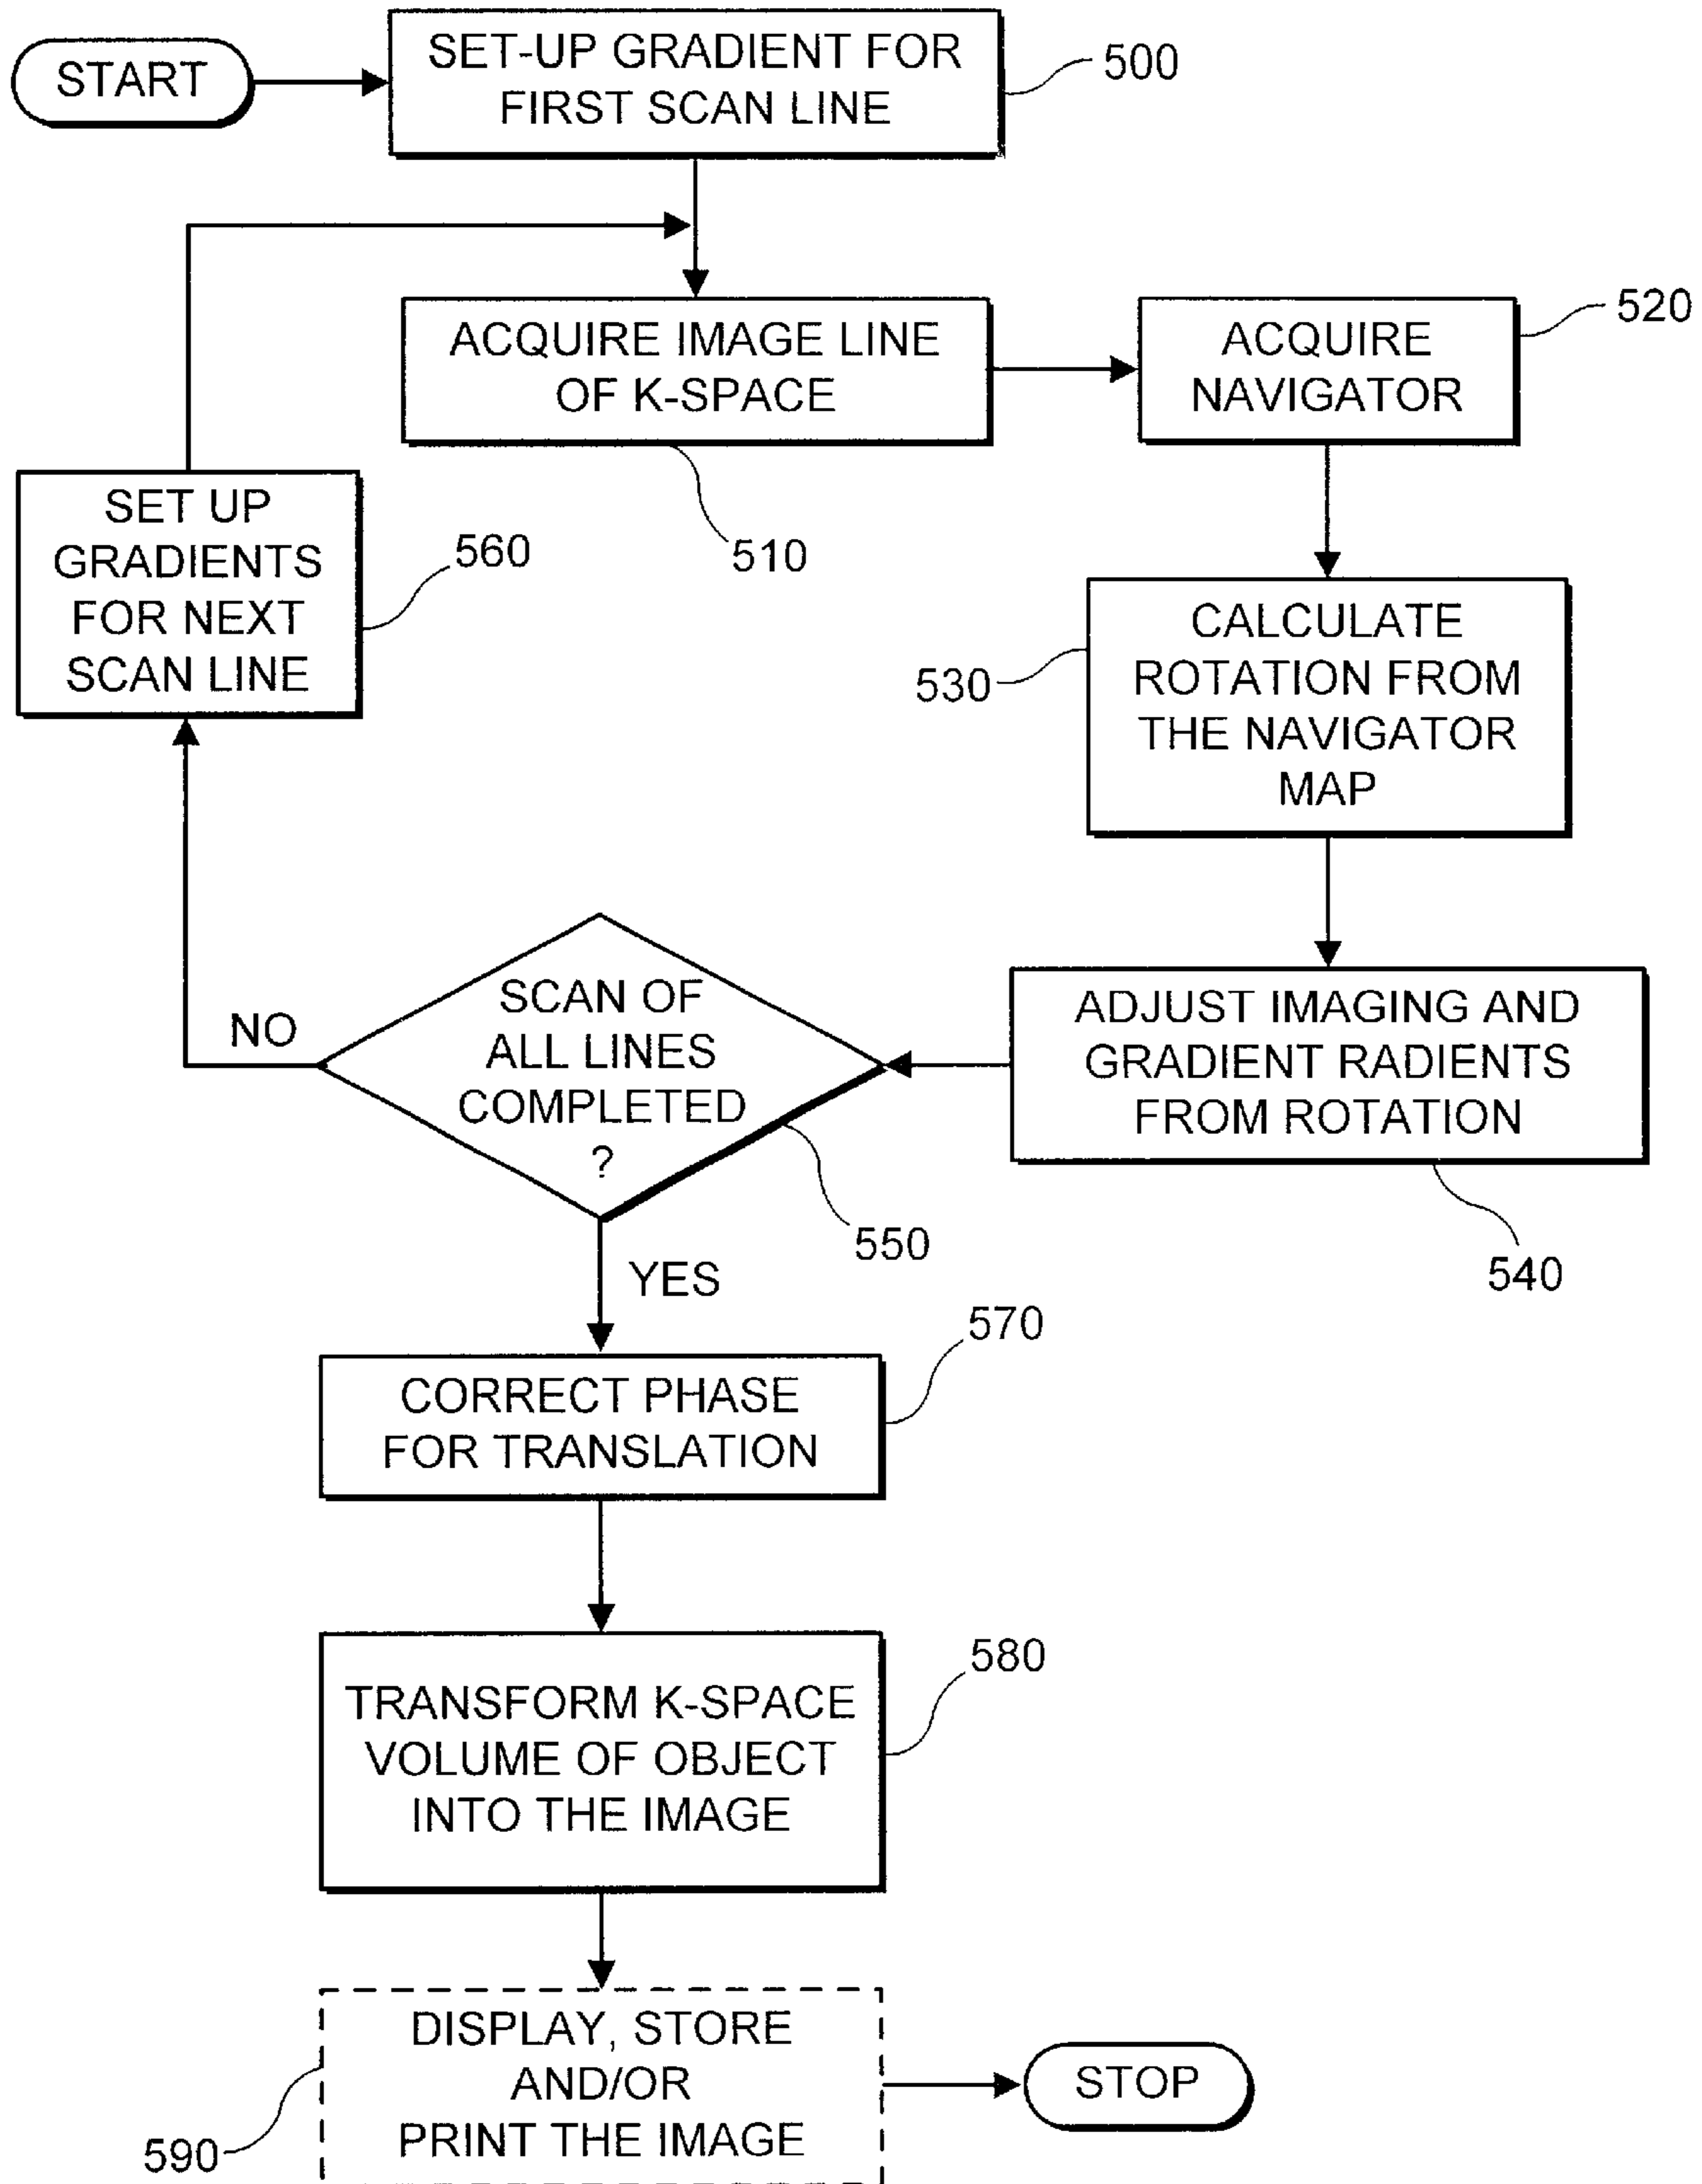 START
SET-UP GRADIENT FOR
FIRST SCAN LINE
500
ACQUIRE IMAGE LINE
OF K-SPACE
510
ACQUIRE
NAVIGATOR
520
SET UP
GRADIENTS
FOR NEXT
SCAN LINE
560
CALCULATE
ROTATION FROM
THE NAVIGATOR
MAP
530
ADJUST IMAGING AND
GRADIENT RADIENTS
FROM ROTATION
540
SCAN OF
ALL LINES
COMPLETED
?
550
NO
YES
CORRECT PHASE
FOR TRANSLATION
570
TRANSFORM K-SPACE
VOLUME OF OBJECT
INTO THE IMAGE
580
DISPLAY, STORE
AND/OR
PRINT THE IMAGE
590
STOP